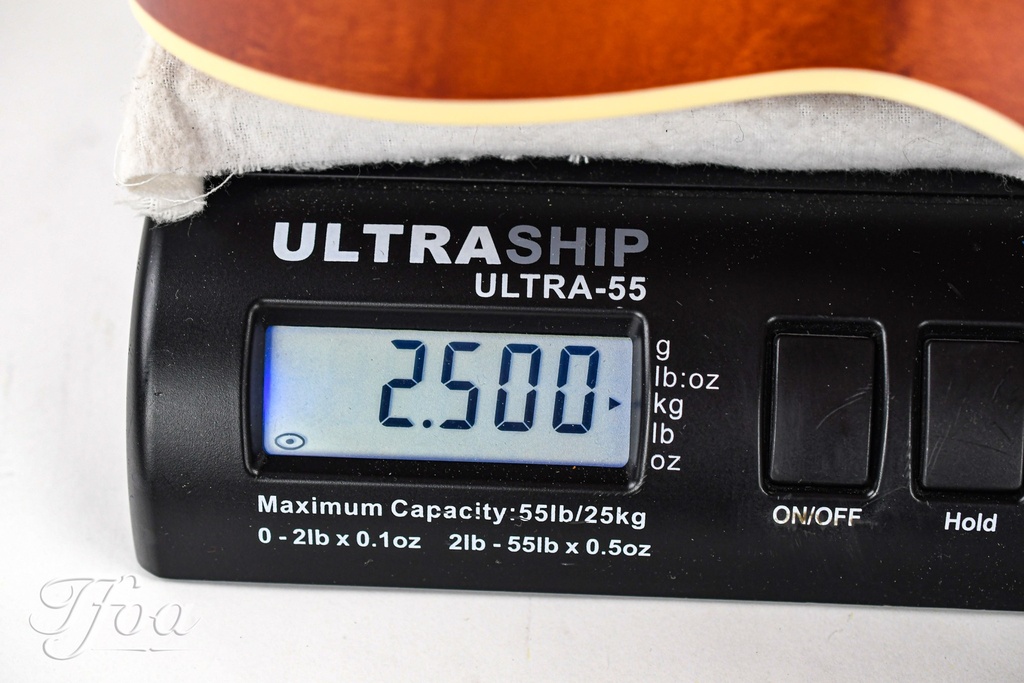 ULTRASHIP
ULTRA-55
2.500
g
lb:oz
kg
lb
oz
Maximum Capacity:55lb/25kg
0 - 2lb x 0.1oz 2lb - 55lb x 0.5oz
ON/OFF
Hold
TFOA